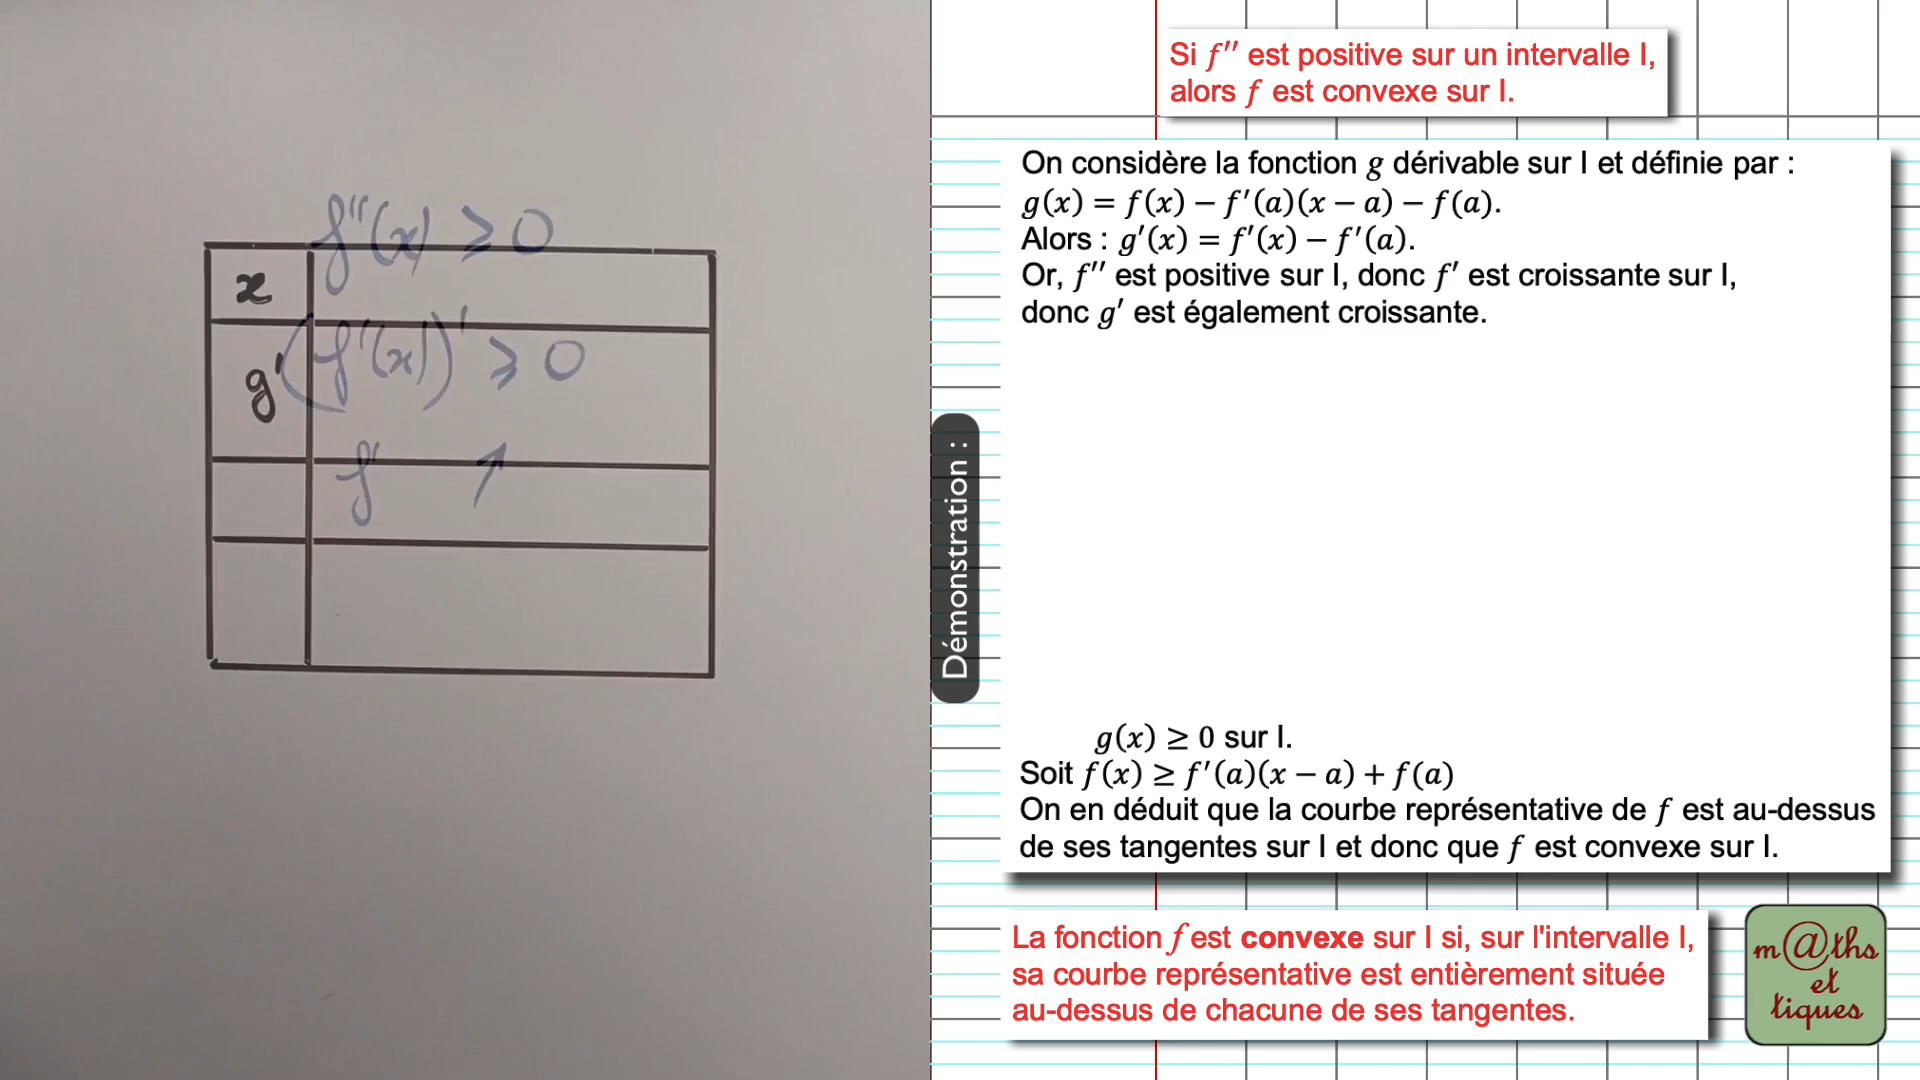 f''(x) ≥ 0
x
g'
(f'(x))' ≥ 0
f' ↗
Démonstration :
Si f'' est positive sur un intervalle I,
alors f est convexe sur I.
On considère la fonction g dérivable sur I et définie par :
g(x) = f(x) − f'(a)(x − a) − f(a).
Alors : g'(x) = f'(x) − f'(a).
Or, f'' est positive sur I, donc f' est croissante sur I,
donc g' est également croissante.
g(x) ≥ 0 sur I.
Soit f(x) ≥ f'(a)(x − a) + f(a)
On en déduit que la courbe représentative de f est au-dessus
de ses tangentes sur I et donc que f est convexe sur I.
La fonction f est convexe sur I si, sur l'intervalle I,
sa courbe représentative est entièrement située
au-dessus de chacune de ses tangentes.
m@ths
et
tiques